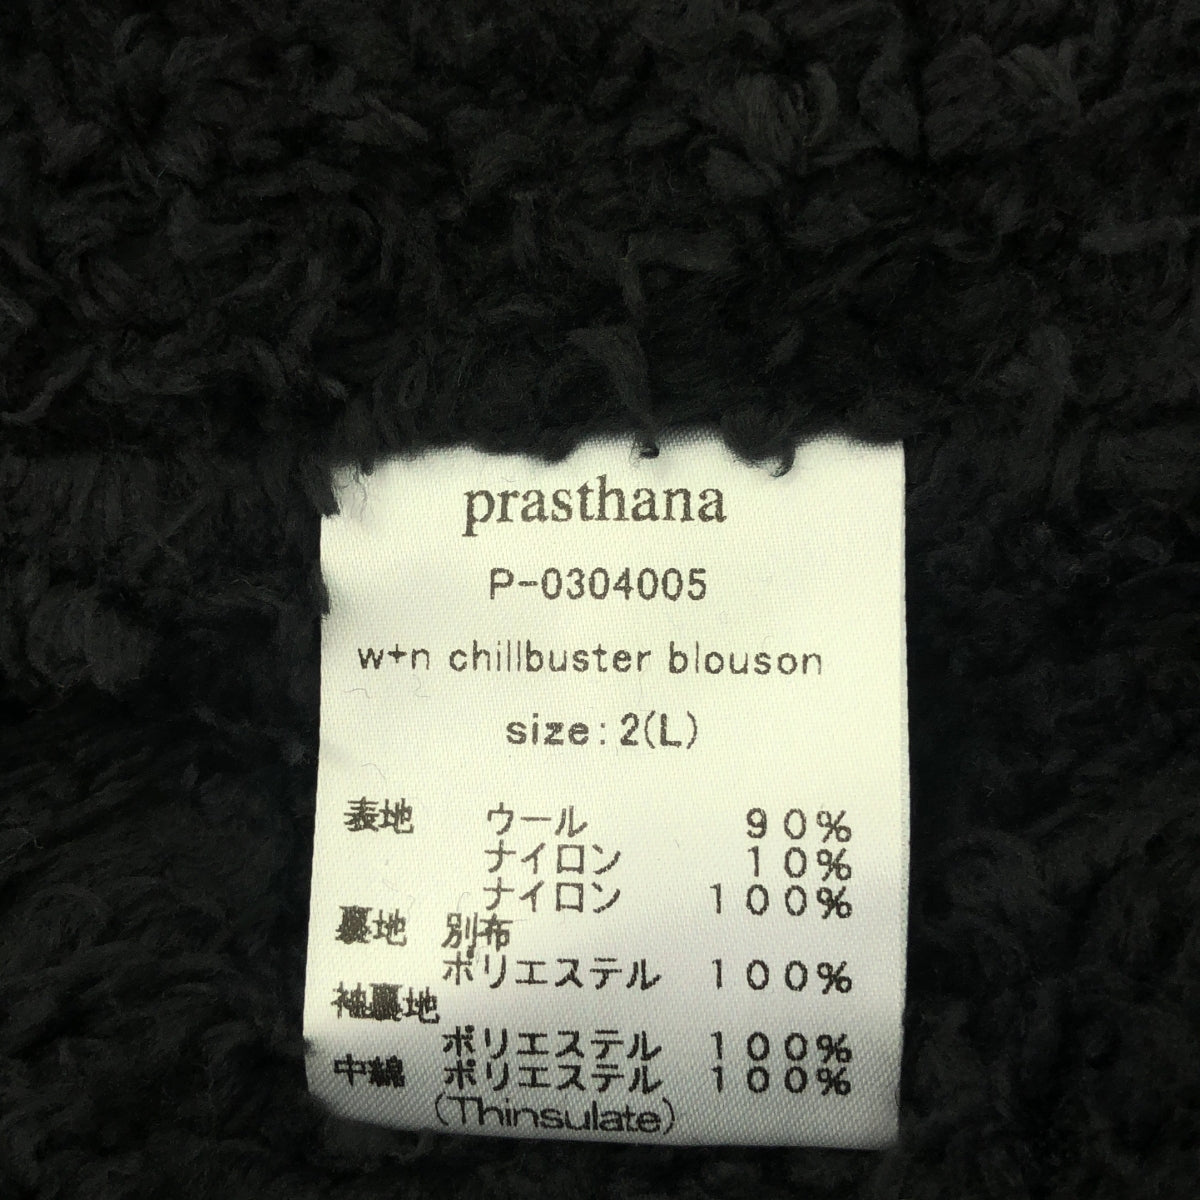 prasthana
P-0304005
w+n chillbuster blouson
size: 2(L)
表地 ウール 90%
ナイロン 10%
ナイロン 100%
裏地 別布
ポリエステル 100%
袖裏地
ポリエステル 100%
中綿 ポリエステル 100%
(Thinsulate)